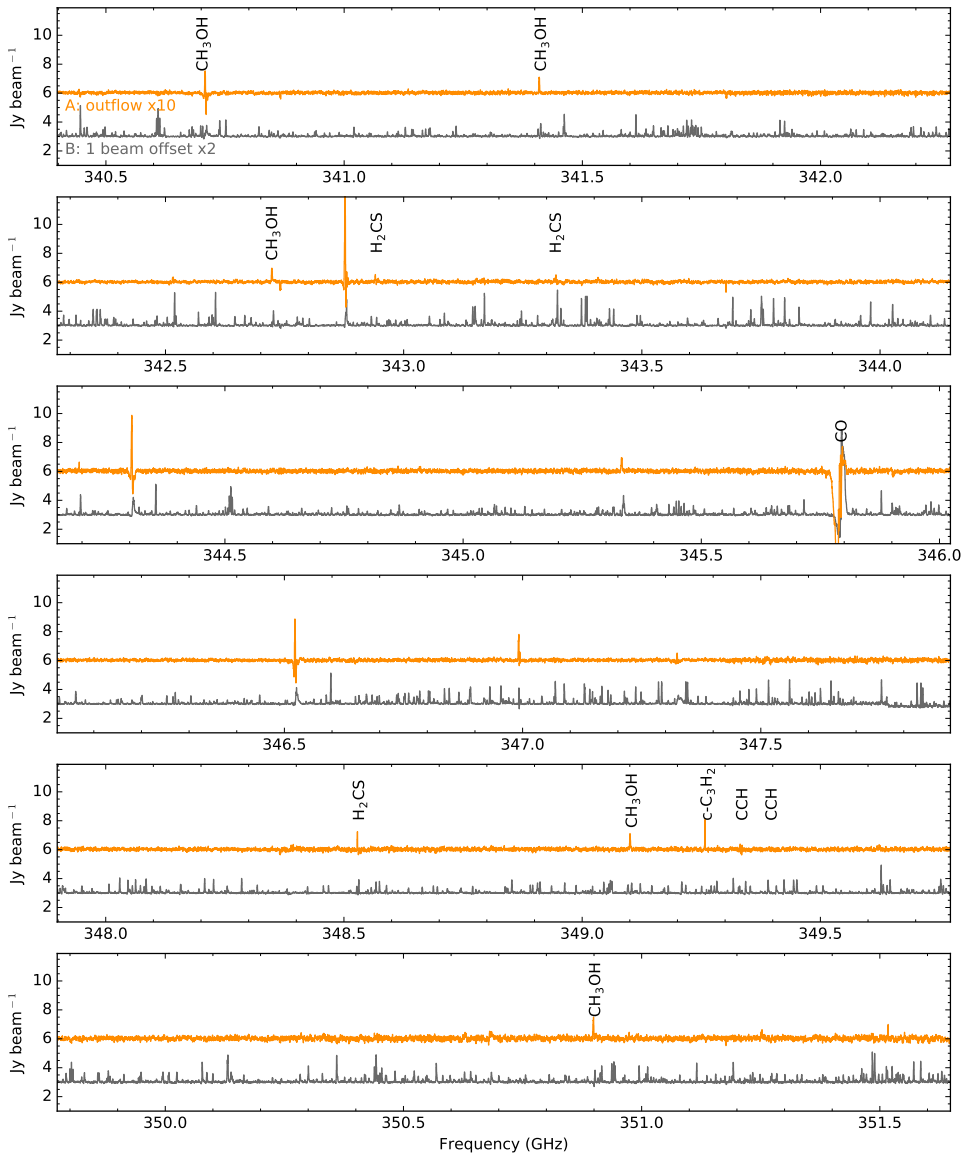 Jy beam⁻¹
10
8
6
4
2
CH₃OH
CH₃OH
A: outflow x10
B: 1 beam offset x2
340.5 341.0 341.5 342.0
Jy beam⁻¹
10
8
6
4
2
CH₃OH
H₂CS
H₂CS
342.5 343.0 343.5 344.0
Jy beam⁻¹
10
8
6
4
2
CO
344.5 345.0 345.5 346.0
Jy beam⁻¹
10
8
6
4
2
346.5 347.0 347.5
Jy beam⁻¹
10
8
6
4
2
H₂CS
CH₃OH
c-C₃H₂
CCH
CCH
348.0 348.5 349.0 349.5
Jy beam⁻¹
10
8
6
4
2
CH₃OH
350.0 350.5 351.0 351.5
Frequency (GHz)